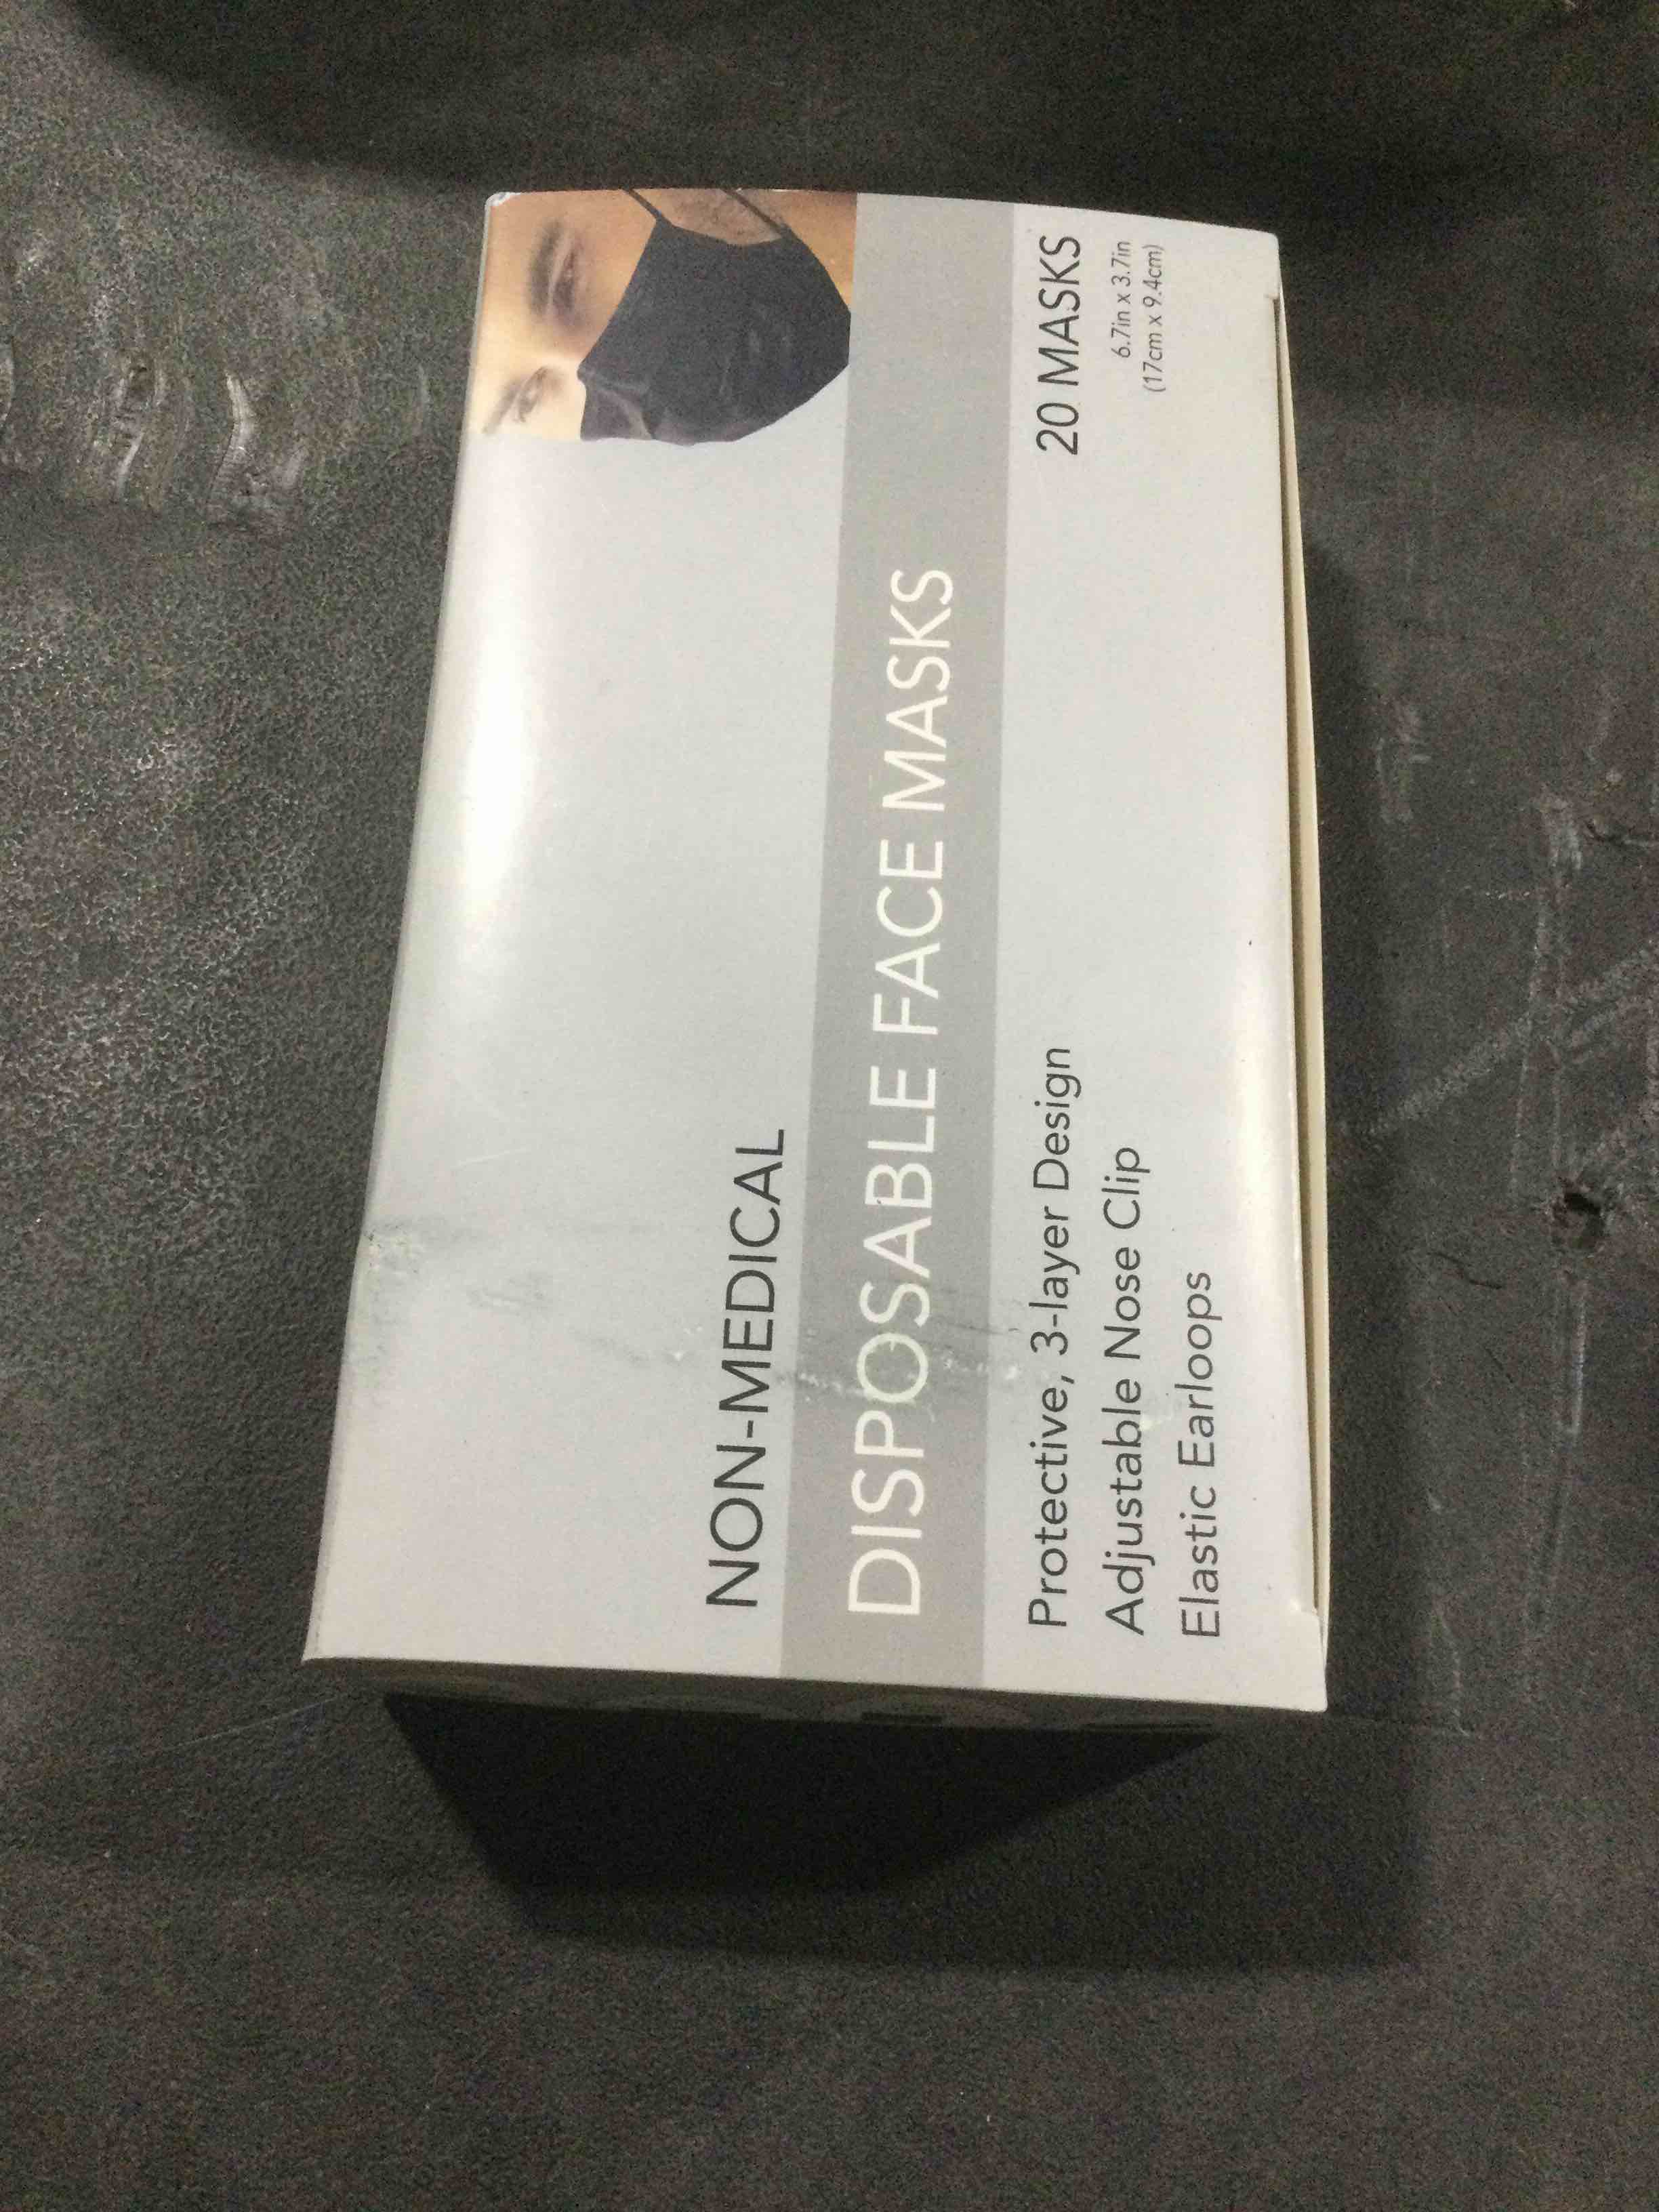 NON-MEDICAL
DISPOSABLE FACE MASKS
Protective, 3-layer Design
Adjustable Nose Clip
Elastic Earloops
20 MASKS
6.7in x 3.7in
(17cm x 9.4cm)